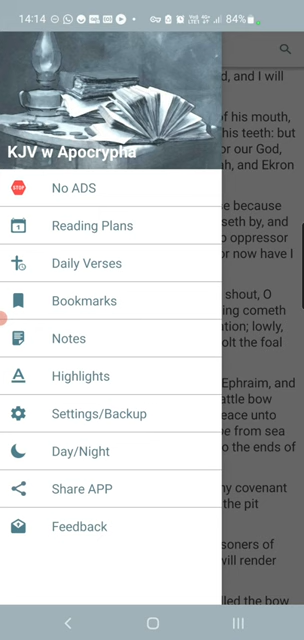 14:14
84%
KJV w Apocrypha
No ADS
Reading Plans
Daily Verses
Bookmarks
Notes
Highlights
Settings/Backup
Day/Night
Share APP
Feedback
d, and I will
of his mouth,
his teeth: but
or our God,
h, and Ekron
e because
seth by, and
o oppressor
or now have I
shout, O
ing cometh
ation; lowly,
olt the foal
Ephraim, and
attle bow
eace unto
be from sea
o the ends of
hy covenant
the pit
soners of
will render
lled the bow